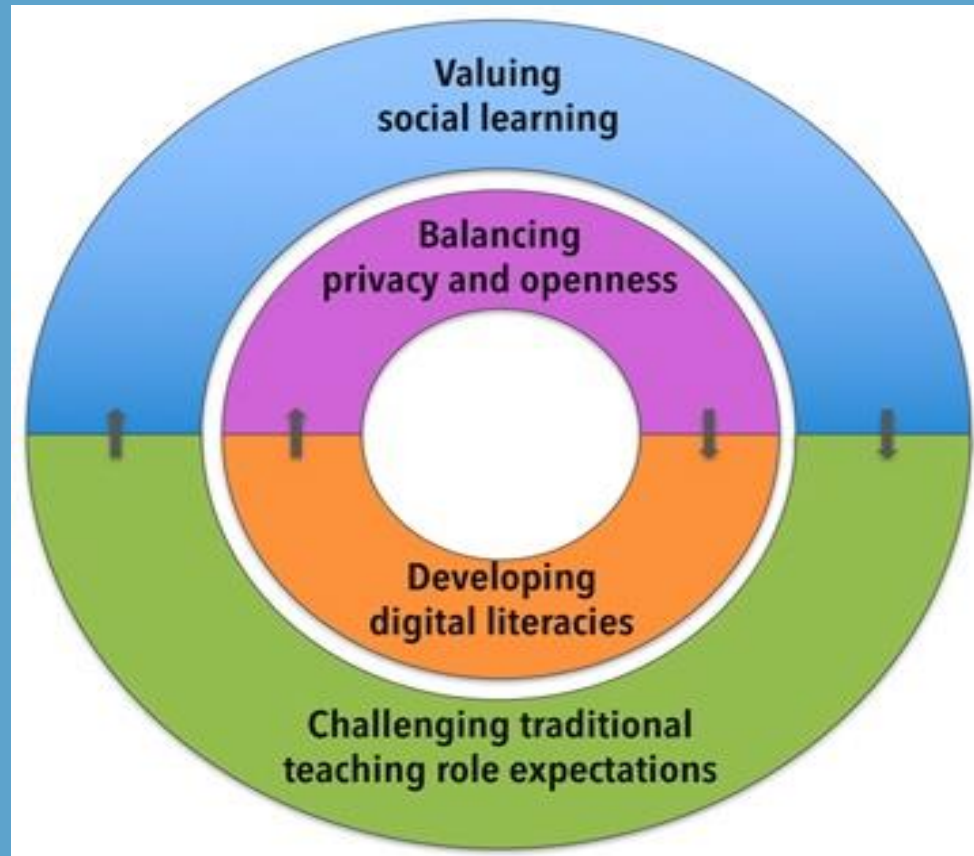 Valuing
social learning
Balancing
privacy and openness
Developing
digital literacies
Challenging traditional
teaching role expectations